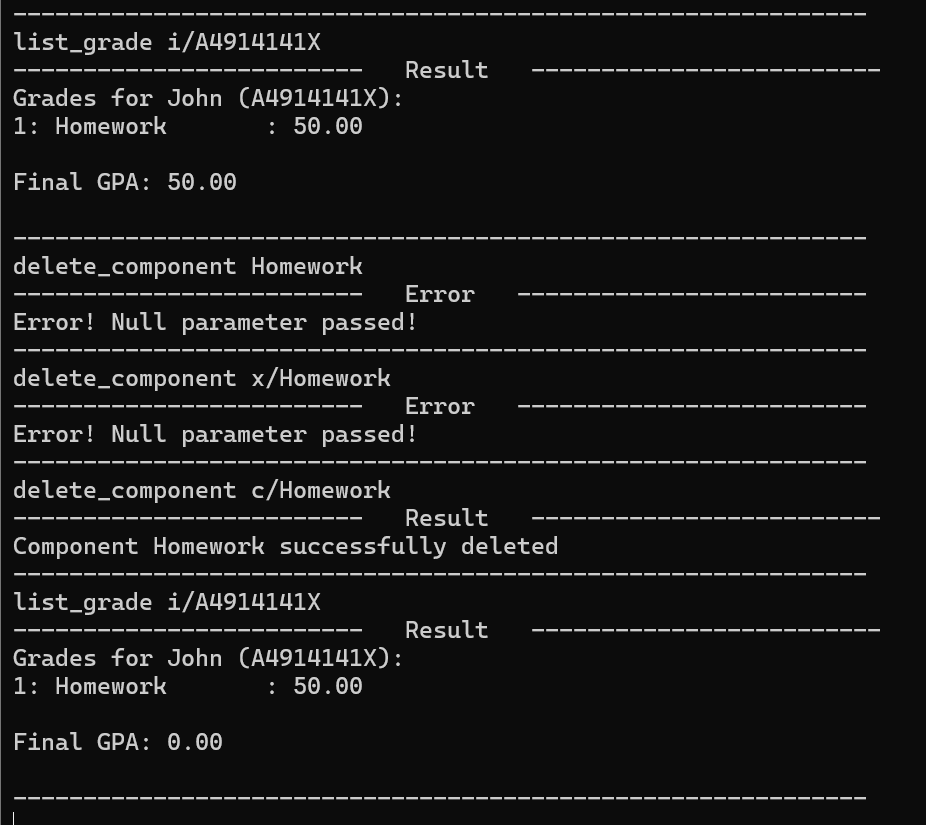 -------------------------------------------------------------
list_grade i/A4914141X
-------------------------   Result   -------------------------
Grades for John (A4914141X):
1: Homework       : 50.00

Final GPA: 50.00

-------------------------------------------------------------
delete_component Homework
-------------------------   Error   -------------------------
Error! Null parameter passed!
-------------------------------------------------------------
delete_component x/Homework
-------------------------   Error   -------------------------
Error! Null parameter passed!
-------------------------------------------------------------
delete_component c/Homework
-------------------------   Result   -------------------------
Component Homework successfully deleted
-------------------------------------------------------------
list_grade i/A4914141X
-------------------------   Result   -------------------------
Grades for John (A4914141X):
1: Homework       : 50.00

Final GPA: 0.00

-------------------------------------------------------------